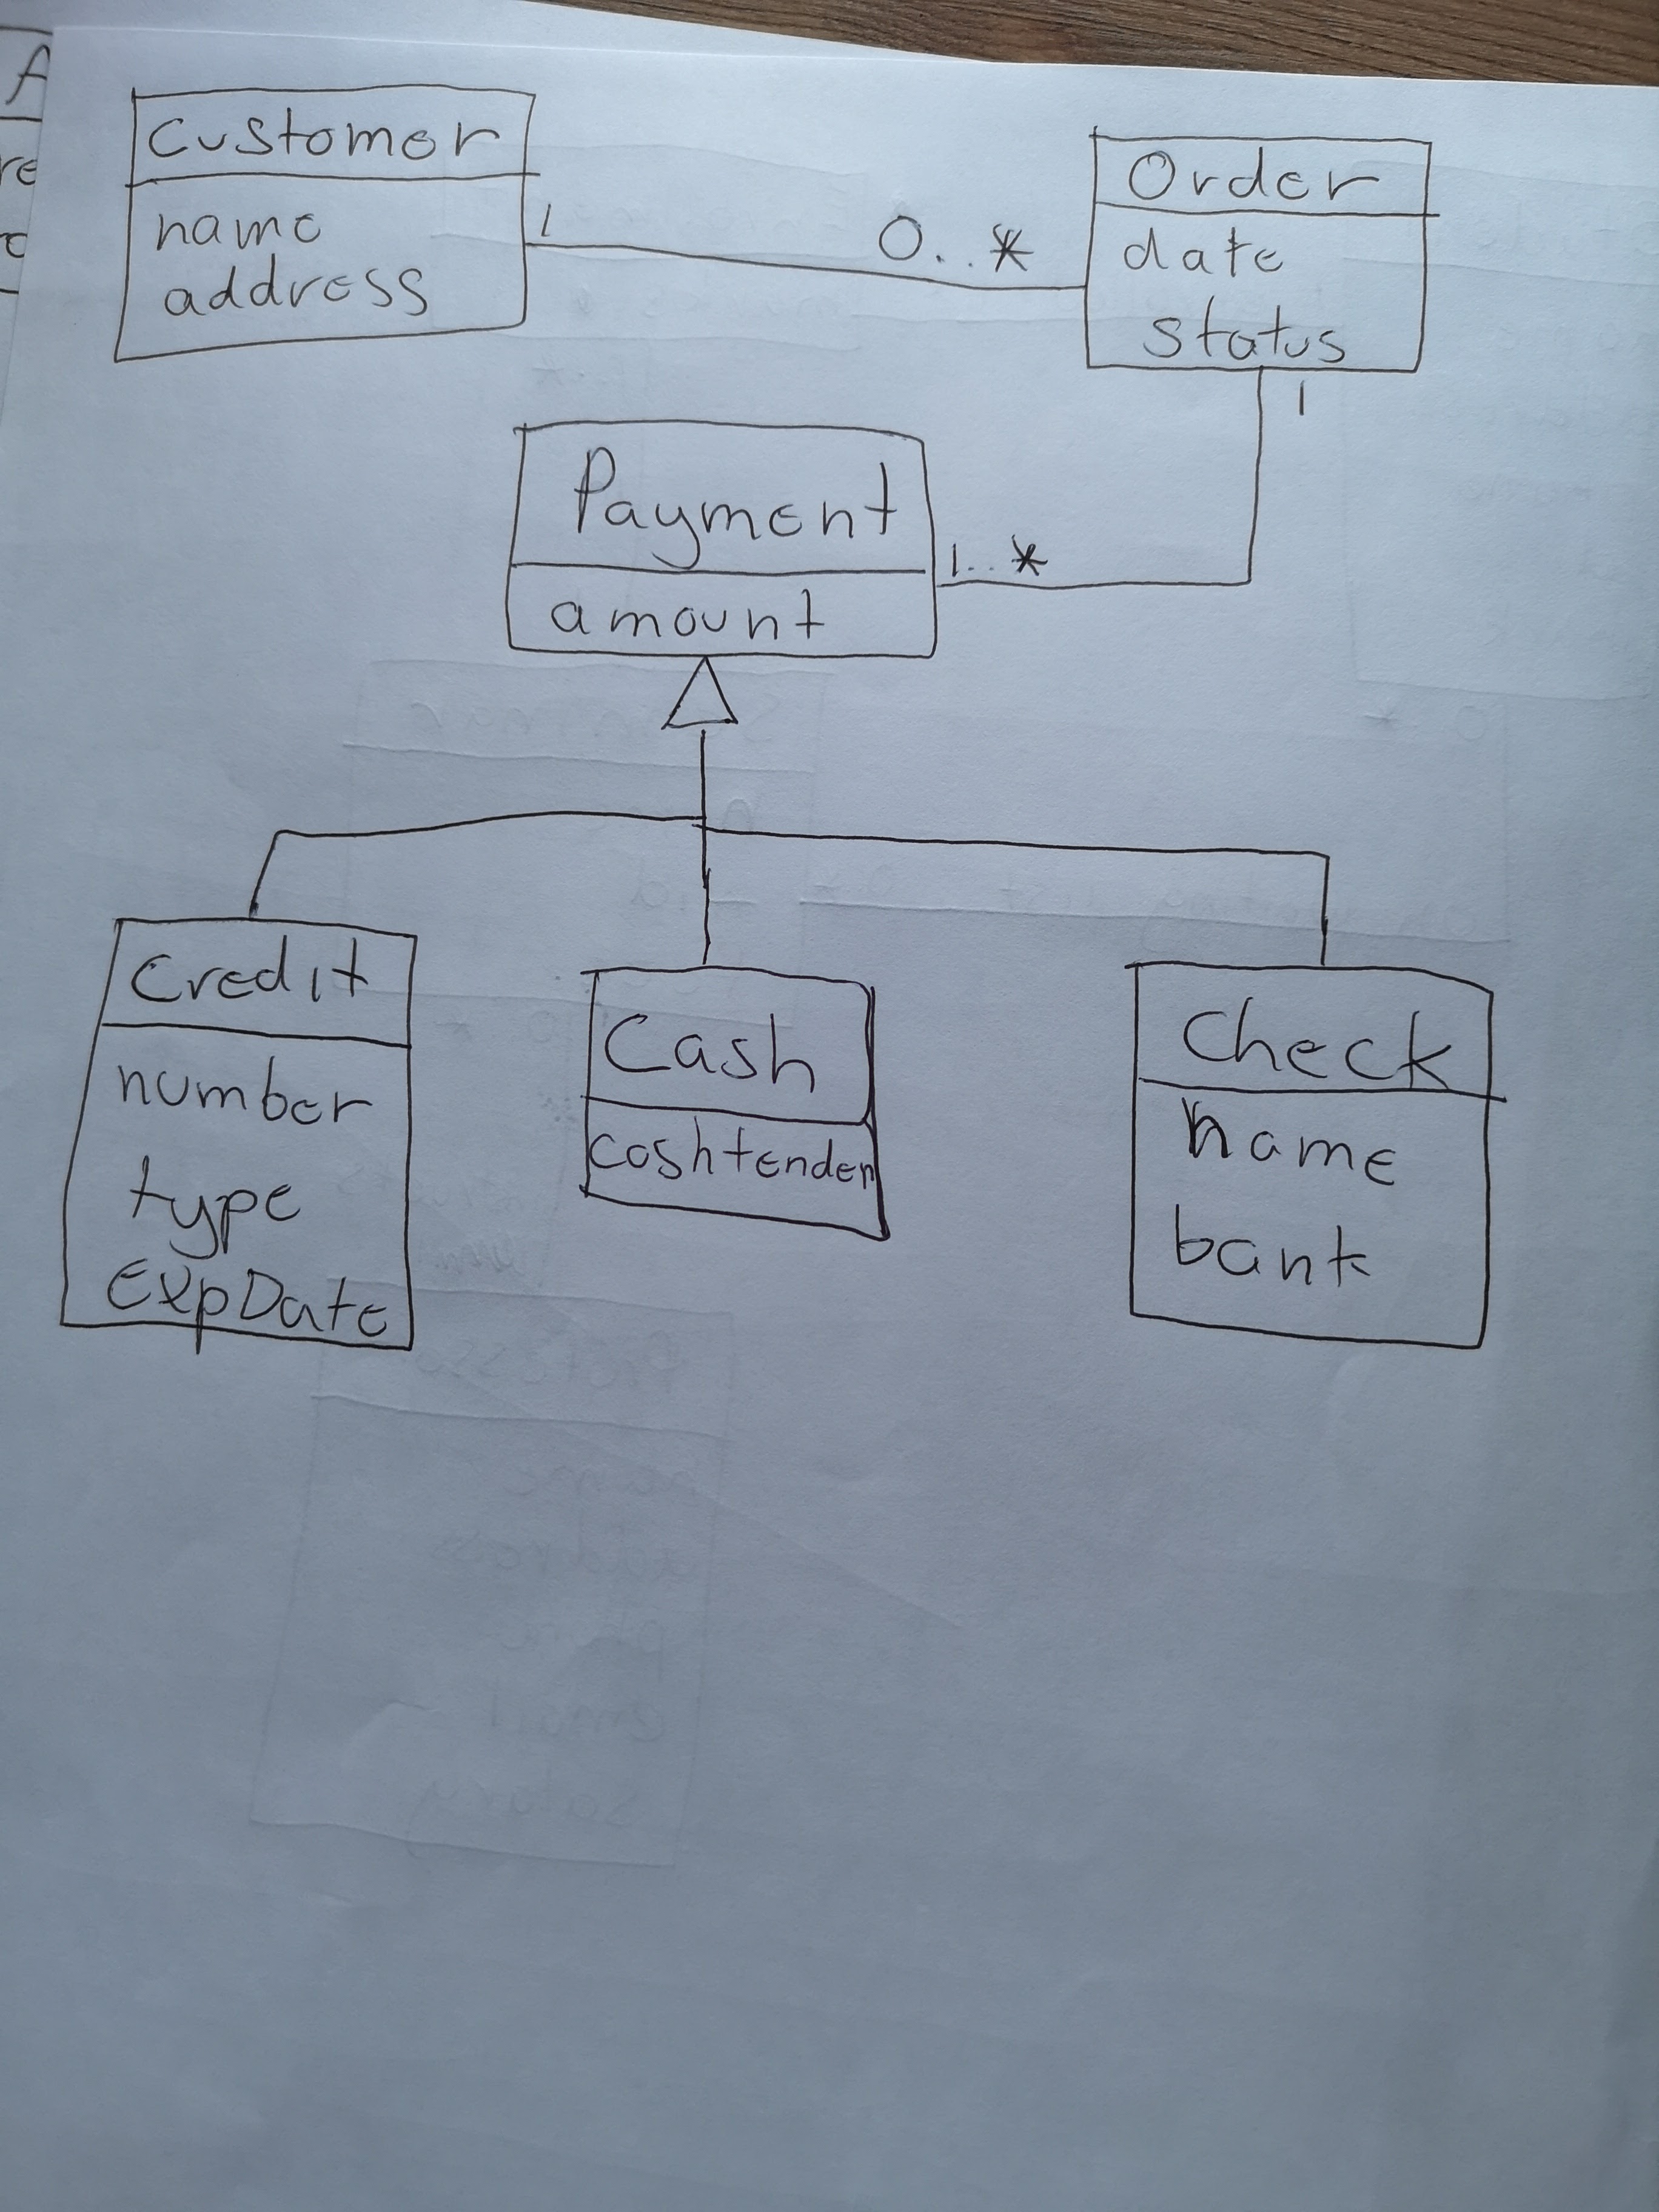 Customer
name
address
1
0..*
Order
date
status
1
Payment
amount
1..*
Credit
number
type
ExpDate
Cash
cashtender
Check
name
bank